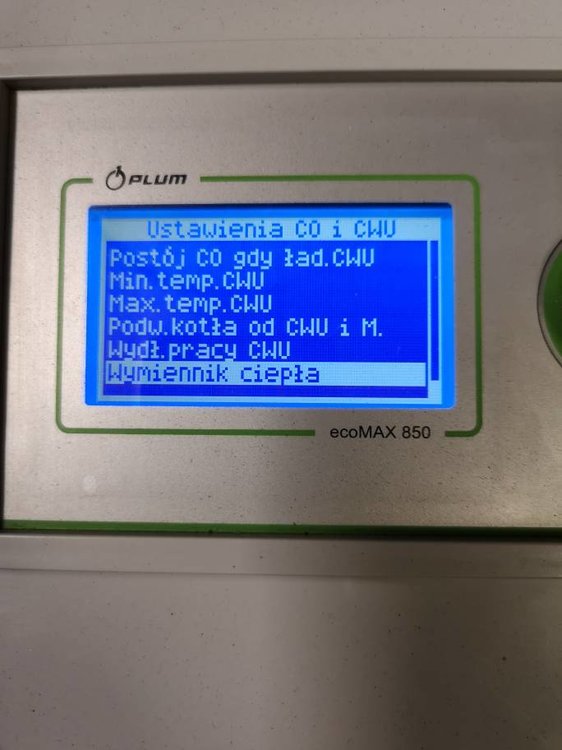 PLUM
Ustawienia CO i CWU
Postój CO gdy ład.CWU
Min.temp.CWU
Max.temp.CWU
Podw.kotła od CWU i M.
Wydł.pracy CWU
Wymiennik ciepła
ecoMAX 850